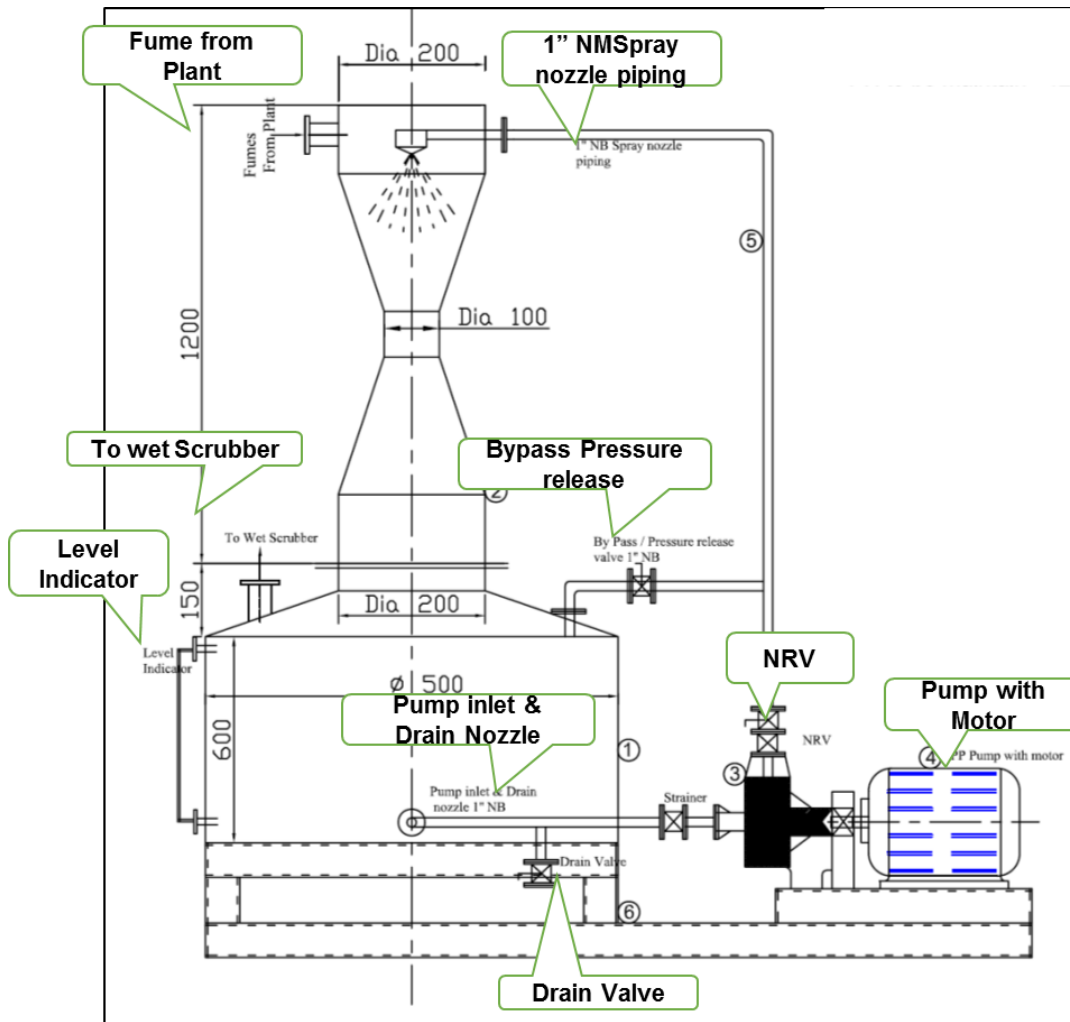 Fume from
Plant
Dia 200
1” NMSpray
nozzle piping
Fumes
From Plant
1" NB Spray nozzle
piping
5
Dia 100
1200
To wet Scrubber
Bypass Pressure
release
2
Level
Indicator
To Wet Scrubber
By Pass / Pressure release
valve 1" NB
150
Dia 200
Level
Indicator
NRV
ø 500
Pump with
Motor
Pump inlet &
Drain Nozzle
600
1
NRV
3
4
PP Pump with motor
Pump inlet & Drain
nozzle 1" NB
Strainer
Drain Valve
6
Drain Valve